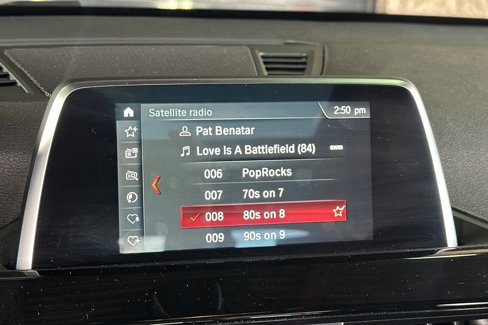 Satellite radio 2:50 pm
Pat Benatar
Love Is A Battlefield (84) SXM
006 PopRocks
007 70s on 7
008 80s on 8
009 90s on 9